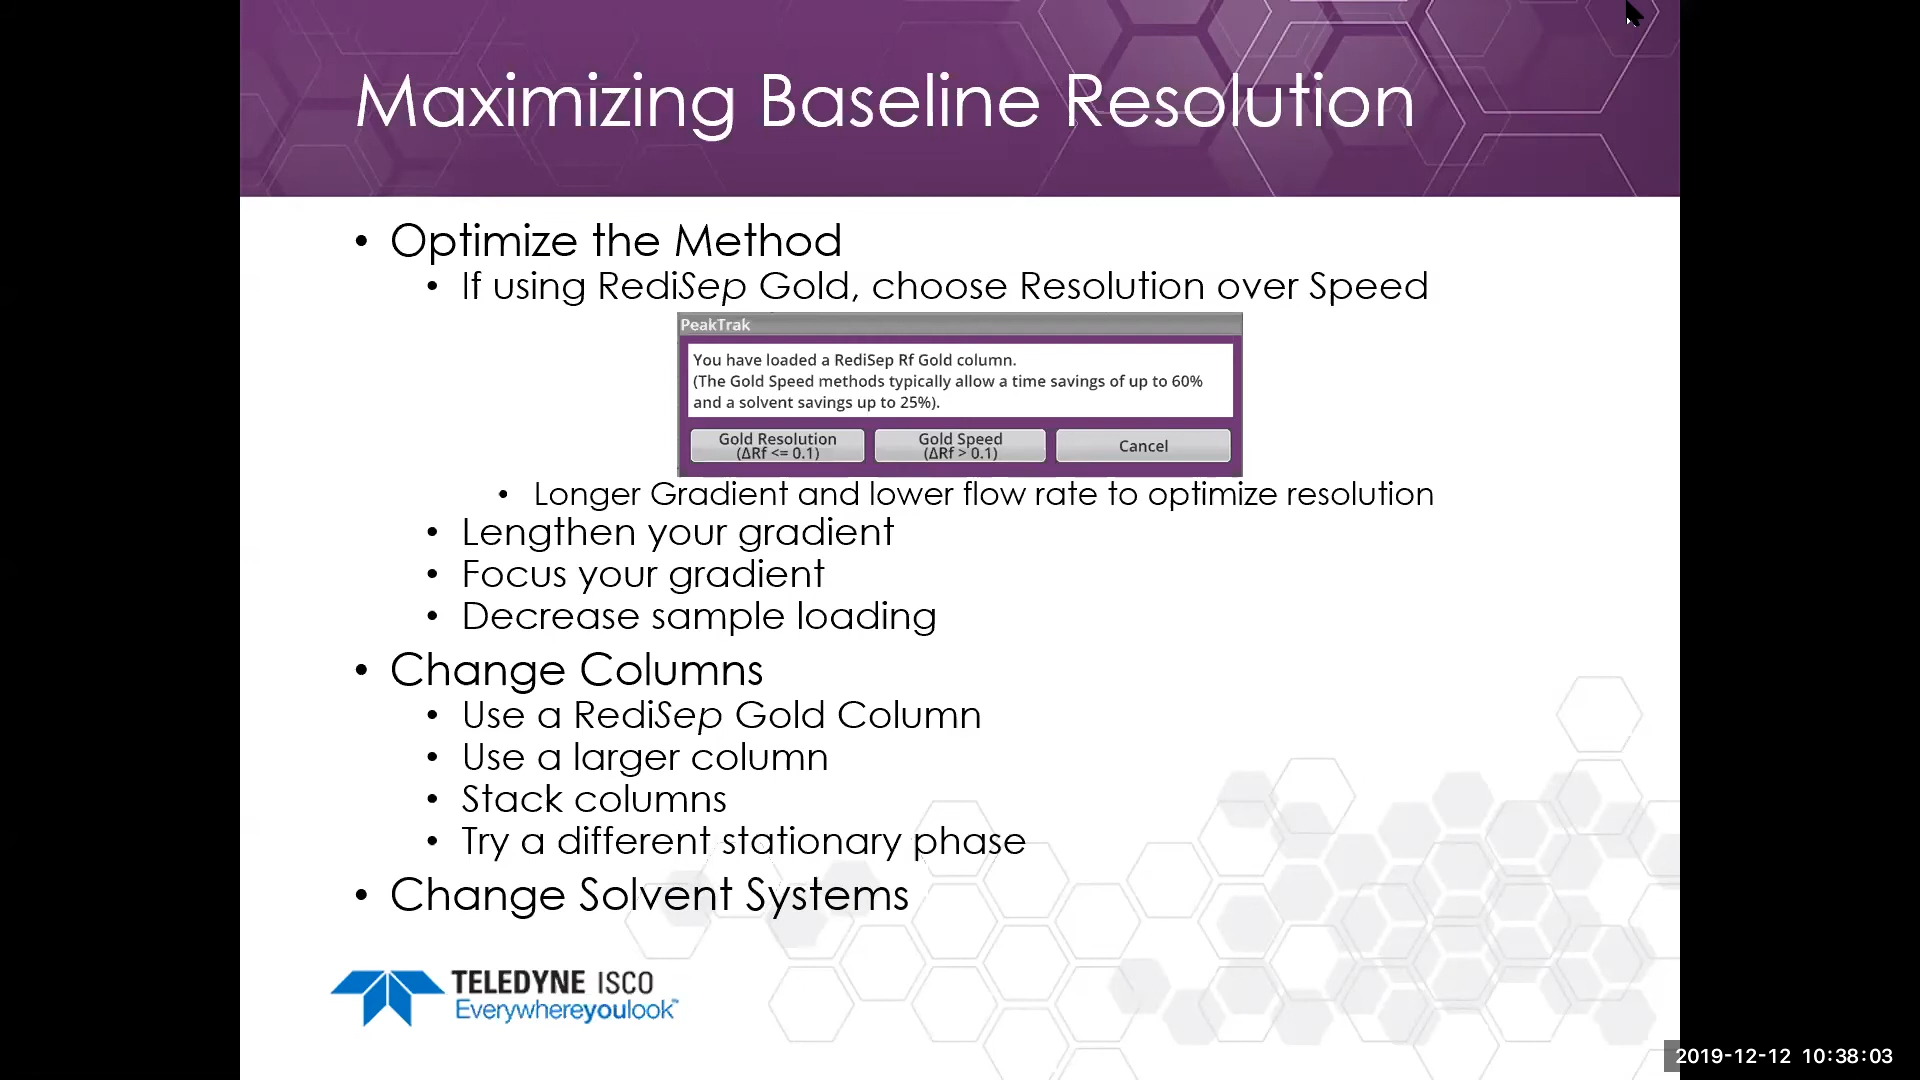 Maximizing Baseline Resolution
• Optimize the Method
• If using RediSep Gold, choose Resolution over Speed
PeakTrak
You have loaded a RediSep Rf Gold column.
(The Gold Speed methods typically allow a time savings of up to 60%
and a solvent savings up to 25%).
Gold Resolution
(ΔRf <= 0.1)
Gold Speed
(ΔRf > 0.1)
Cancel
• Longer Gradient and lower flow rate to optimize resolution
• Lengthen your gradient
• Focus your gradient
• Decrease sample loading
• Change Columns
• Use a RediSep Gold Column
• Use a larger column
• Stack columns
• Try a different stationary phase
• Change Solvent Systems
TELEDYNE ISCO
Everywhereyoulook™
2019-12-12 10:38:03